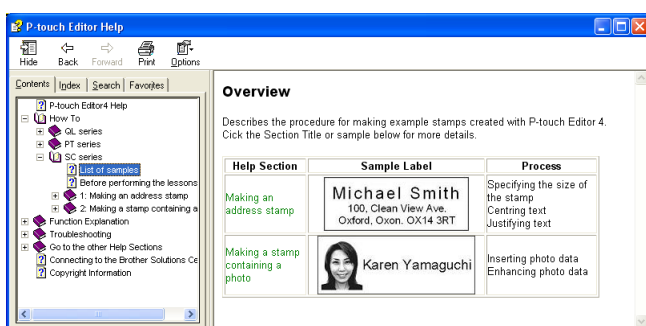 P-touch Editor Help
Hide Back Forward Print Options
Contents Index Search Favorites
P-touch Editor4 Help
How To
QL series
PT series
SC series
List of samples
Before performing the lessons
1: Making an address stamp
2: Making a stamp containing a
Function Explanation
Troubleshooting
Go to the other Help Sections
Connecting to the Brother Solutions Ce
Copyright Information
Overview
Describes the procedure for making example stamps created with P-touch Editor 4.
Cick the Section Title or sample below for more details.
Help Section Sample Label Process
Making an
address stamp
Michael Smith
100, Clean View Ave.
Oxford, Oxon. OX14 3RT
Specifying the size of
the stamp
Centring text
Justifying text
Making a stamp
containing a
photo
Karen Yamaguchi
Inserting photo data
Enhancing photo data